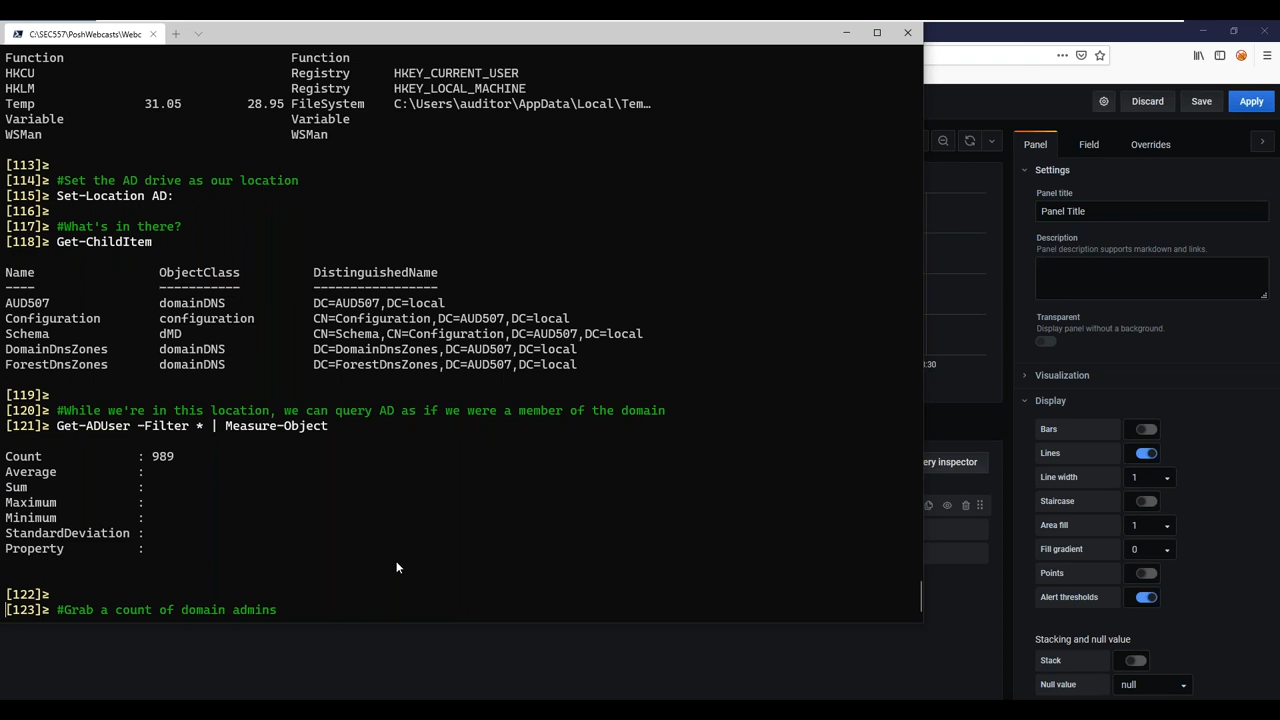 C:\SEC557\PoshWebcasts\Webc
Function Function
HKCU Registry HKEY_CURRENT_USER
HKLM Registry HKEY_LOCAL_MACHINE
Temp 31.05 28.95 FileSystem C:\Users\auditor\AppData\Local\Tem…
Variable Variable
WSMan WSMan
[113]≥
[114]≥ #Set the AD drive as our location
[115]≥ Set-Location AD:
[116]≥
[117]≥ #What's in there?
[118]≥ Get-ChildItem
Name ObjectClass DistinguishedName
---- ----------- -----------------
AUD507 domainDNS DC=AUD507,DC=local
Configuration configuration CN=Configuration,DC=AUD507,DC=local
Schema dMD CN=Schema,CN=Configuration,DC=AUD507,DC=local
DomainDnsZones domainDNS DC=DomainDnsZones,DC=AUD507,DC=local
ForestDnsZones domainDNS DC=ForestDnsZones,DC=AUD507,DC=local
[119]≥
[120]≥ #While we're in this location, we can query AD as if we were a member of the domain
[121]≥ Get-ADUser -Filter * | Measure-Object
Count : 989
Average :
Sum :
Maximum :
Minimum :
StandardDeviation :
Property :
[122]≥
[123]≥ #Grab a count of domain admins
Discard Save Apply
Panel Field Overrides
Settings
Panel title
Panel Title
Description
Panel description supports markdown and links.
Transparent
Display panel without a background.
:30
Visualization
Display
Bars
Lines
ery inspector
Line width 1
Staircase
Area fill 1
Fill gradient 0
Points
Alert thresholds
Stacking and null value
Stack
Null value null